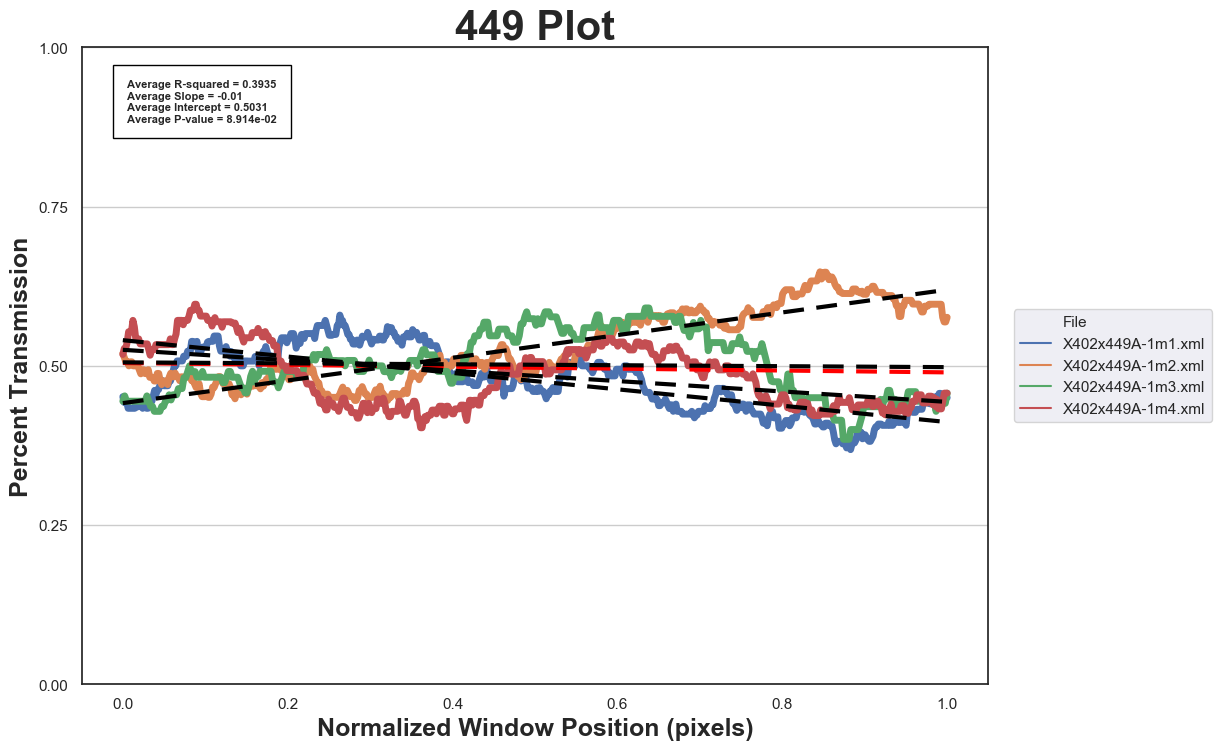 449 Plot
Average R-squared = 0.3935
Average Slope = -0.01
Average Intercept = 0.5031
Average P-value = 8.914e-02
Percent Transmission
1.00
0.75
0.50
0.25
0.00
0.0 0.2 0.4 0.6 0.8 1.0
Normalized Window Position (pixels)
File
X402x449A-1m1.xml
X402x449A-1m2.xml
X402x449A-1m3.xml
X402x449A-1m4.xml